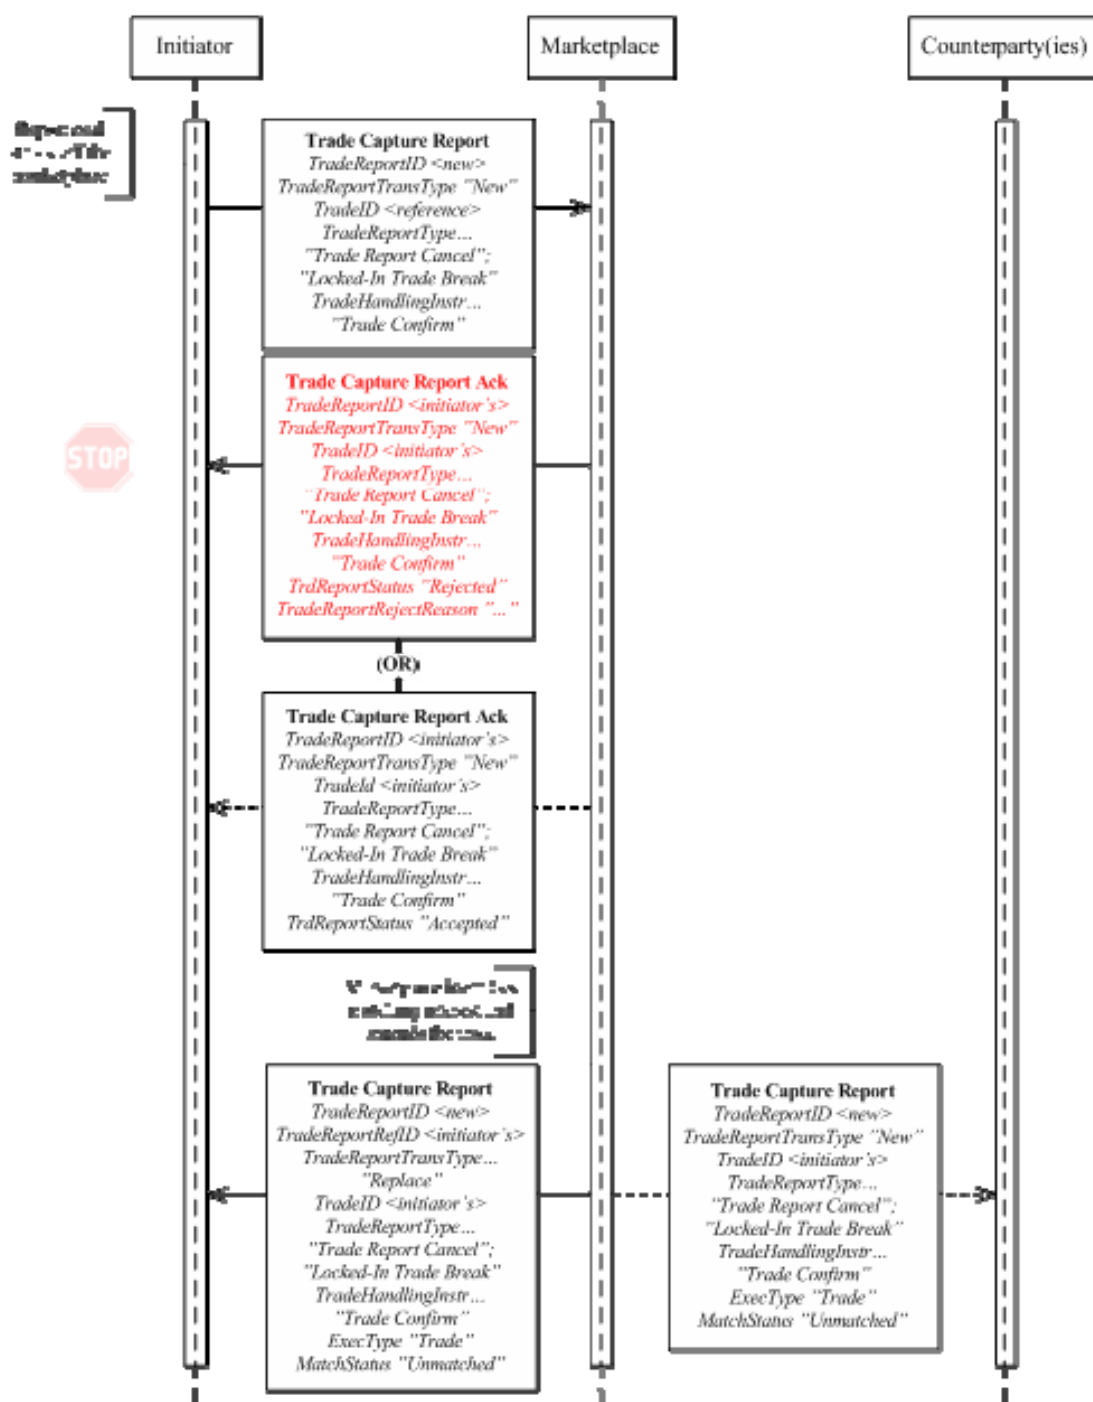 Initiator
Marketplace
Counterparty(ies)
Trade Capture Report
TradeReportID <new>
TradeReportTransType "New"
TradeID <reference>
TradeReportType...
"Trade Report Cancel";
"Locked-In Trade Break"
TradeHandlingInstr...
"Trade Confirm"
STOP
Trade Capture Report Ack
TradeReportID <initiator's>
TradeReportTransType "New"
TradeID <initiator's>
TradeReportType...
"Trade Report Cancel";
"Locked-In Trade Break"
TradeHandlingInstr...
"Trade Confirm"
TrdReportStatus "Rejected"
TradeReportRejectReason "..."
(OR)
Trade Capture Report Ack
TradeReportID <initiator's>
TradeReportTransType "New"
TradeId <initiator's>
TradeReportType...
"Trade Report Cancel";
"Locked-In Trade Break"
TradeHandlingInstr...
"Trade Confirm"
TrdReportStatus "Accepted"
Trade Capture Report
TradeReportID <new>
TradeReportRefID <initiator's>
TradeReportTransType...
"Replace"
TradeID <initiator's>
TradeReportType...
"Trade Report Cancel";
"Locked-In Trade Break"
TradeHandlingInstr...
"Trade Confirm"
ExecType "Trade"
MatchStatus "Unmatched"
Trade Capture Report
TradeReportID <new>
TradeReportTransType "New"
TradeID <initiator's>
TradeReportType...
"Trade Report Cancel";
"Locked-In Trade Break"
TradeHandlingInstr...
"Trade Confirm"
ExecType "Trade"
MatchStatus "Unmatched"